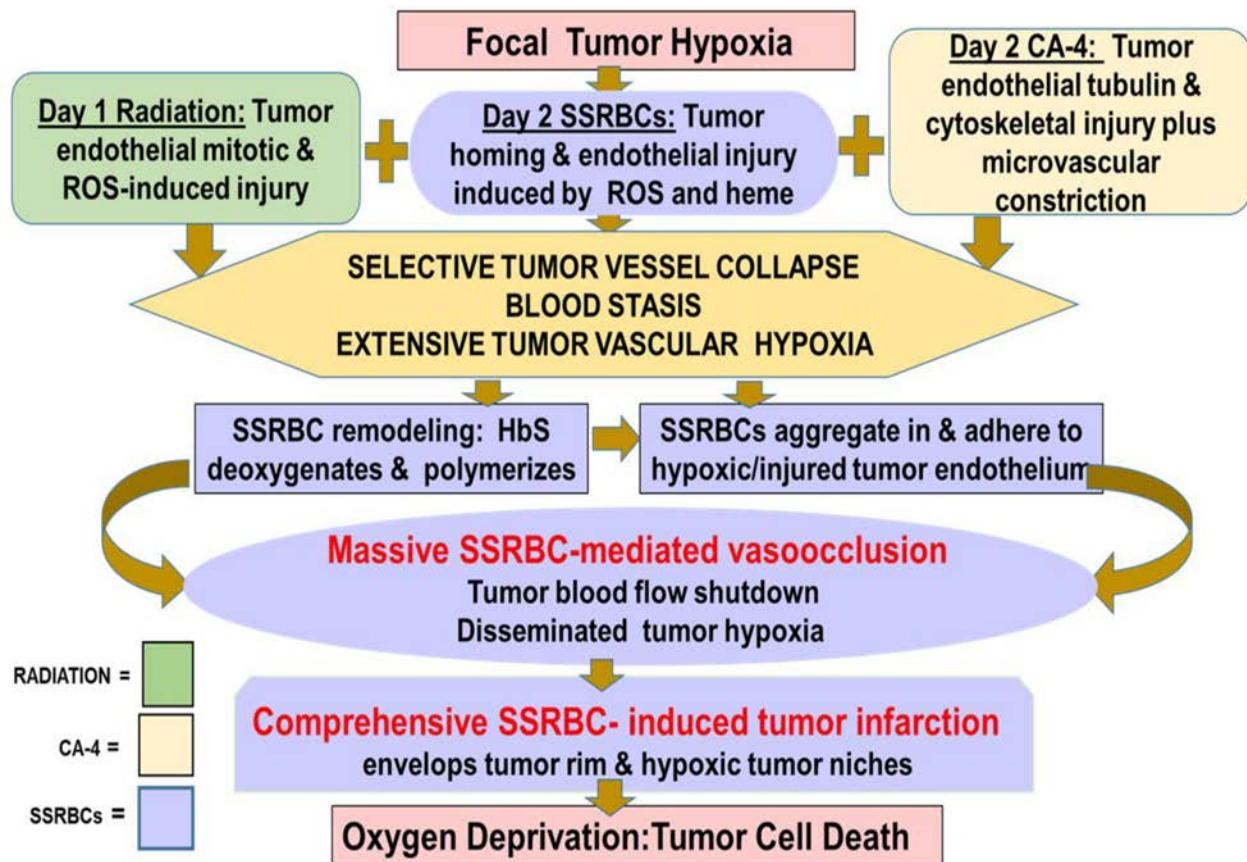 Focal Tumor Hypoxia
Day 1 Radiation: Tumor
endothelial mitotic &
ROS-induced injury
Day 2 SSRBCs: Tumor
homing & endothelial injury
induced by ROS and heme
Day 2 CA-4: Tumor
endothelial tubulin &
cytoskeletal injury plus
microvascular
constriction
SELECTIVE TUMOR VESSEL COLLAPSE
BLOOD STASIS
EXTENSIVE TUMOR VASCULAR HYPOXIA
SSRBC remodeling: HbS
deoxygenates & polymerizes
SSRBCs aggregate in & adhere to
hypoxic/injured tumor endothelium
Massive SSRBC-mediated vasoocclusion
Tumor blood flow shutdown
Disseminated tumor hypoxia
Comprehensive SSRBC- induced tumor infarction
envelops tumor rim & hypoxic tumor niches
Oxygen Deprivation:Tumor Cell Death
RADIATION =
CA-4 =
SSRBCs =